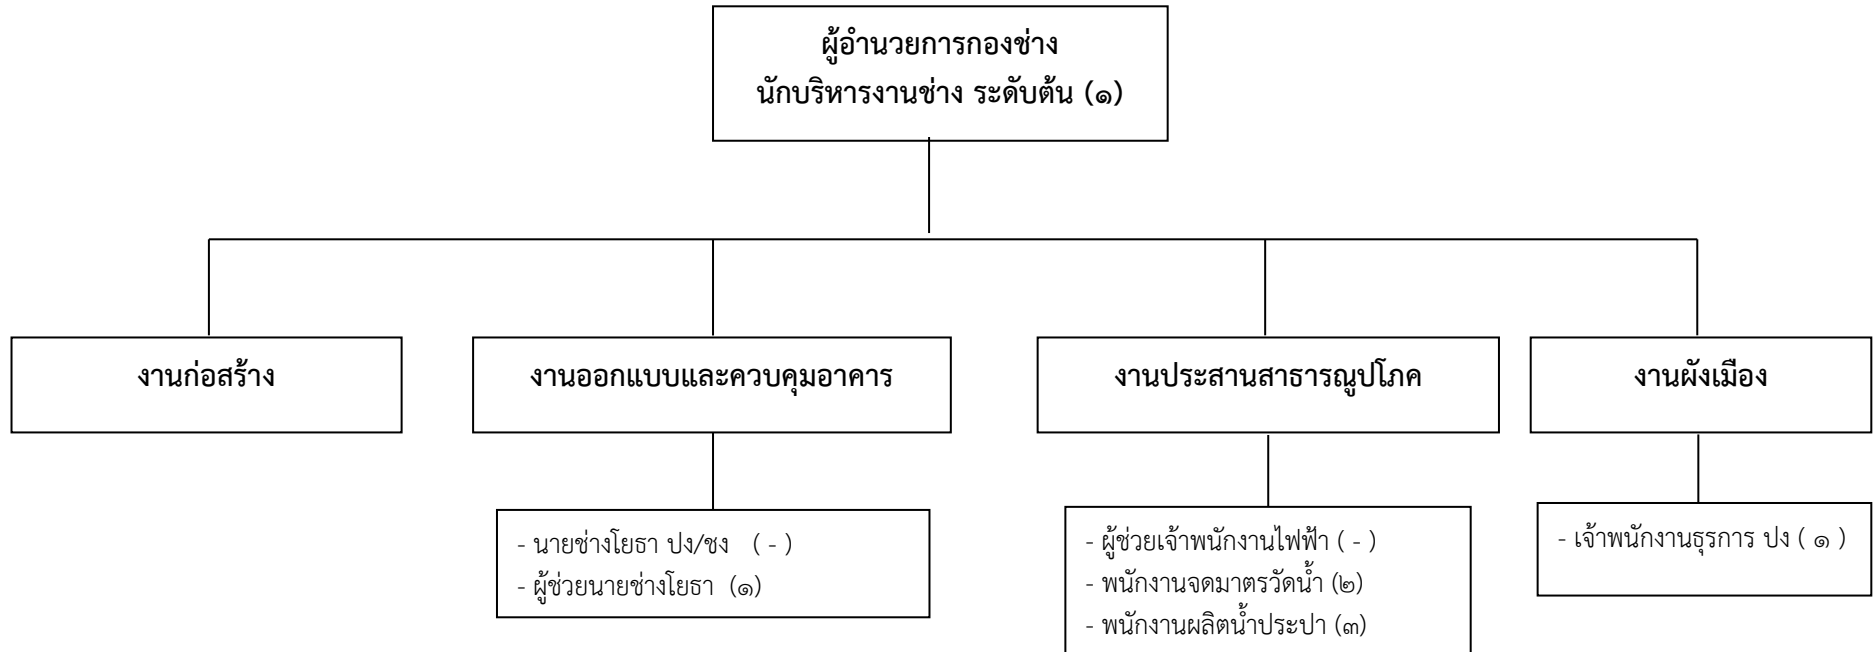 ผู้อำนวยการกองช่าง
นักบริหารงานช่าง ระดับต้น (๑)
งานก่อสร้าง
งานออกแบบและควบคุมอาคาร
งานประสานสาธารณูปโภค
งานผังเมือง
- นายช่างโยธา ปง/ชง ( - )
- ผู้ช่วยนายช่างโยธา (๑)
- ผู้ช่วยเจ้าพนักงานไฟฟ้า ( - )
- พนักงานจดมาตรวัดน้ำ (๒)
- พนักงานผลิตน้ำประปา (๓)
- เจ้าพนักงานธุรการ ปง ( ๑ )